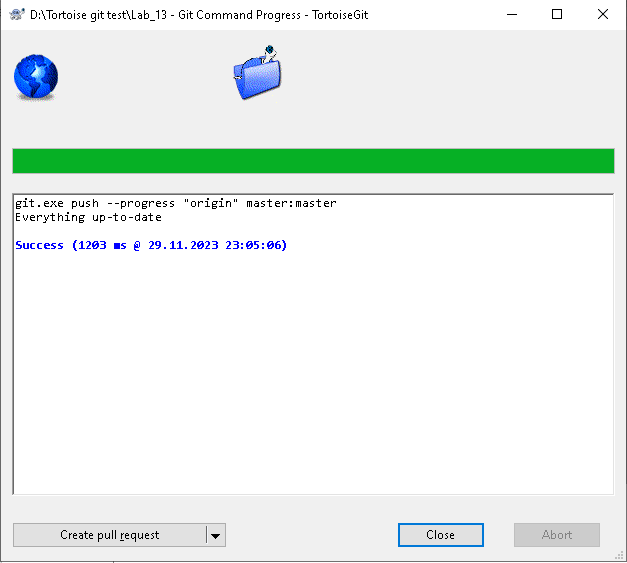 D:\Tortoise git test\Lab_13 - Git Command Progress - TortoiseGit
git.exe push --progress "origin" master:master
Everything up-to-date
Success (1203 ms @ 29.11.2023 23:05:06)
Create pull request
Close
Abort